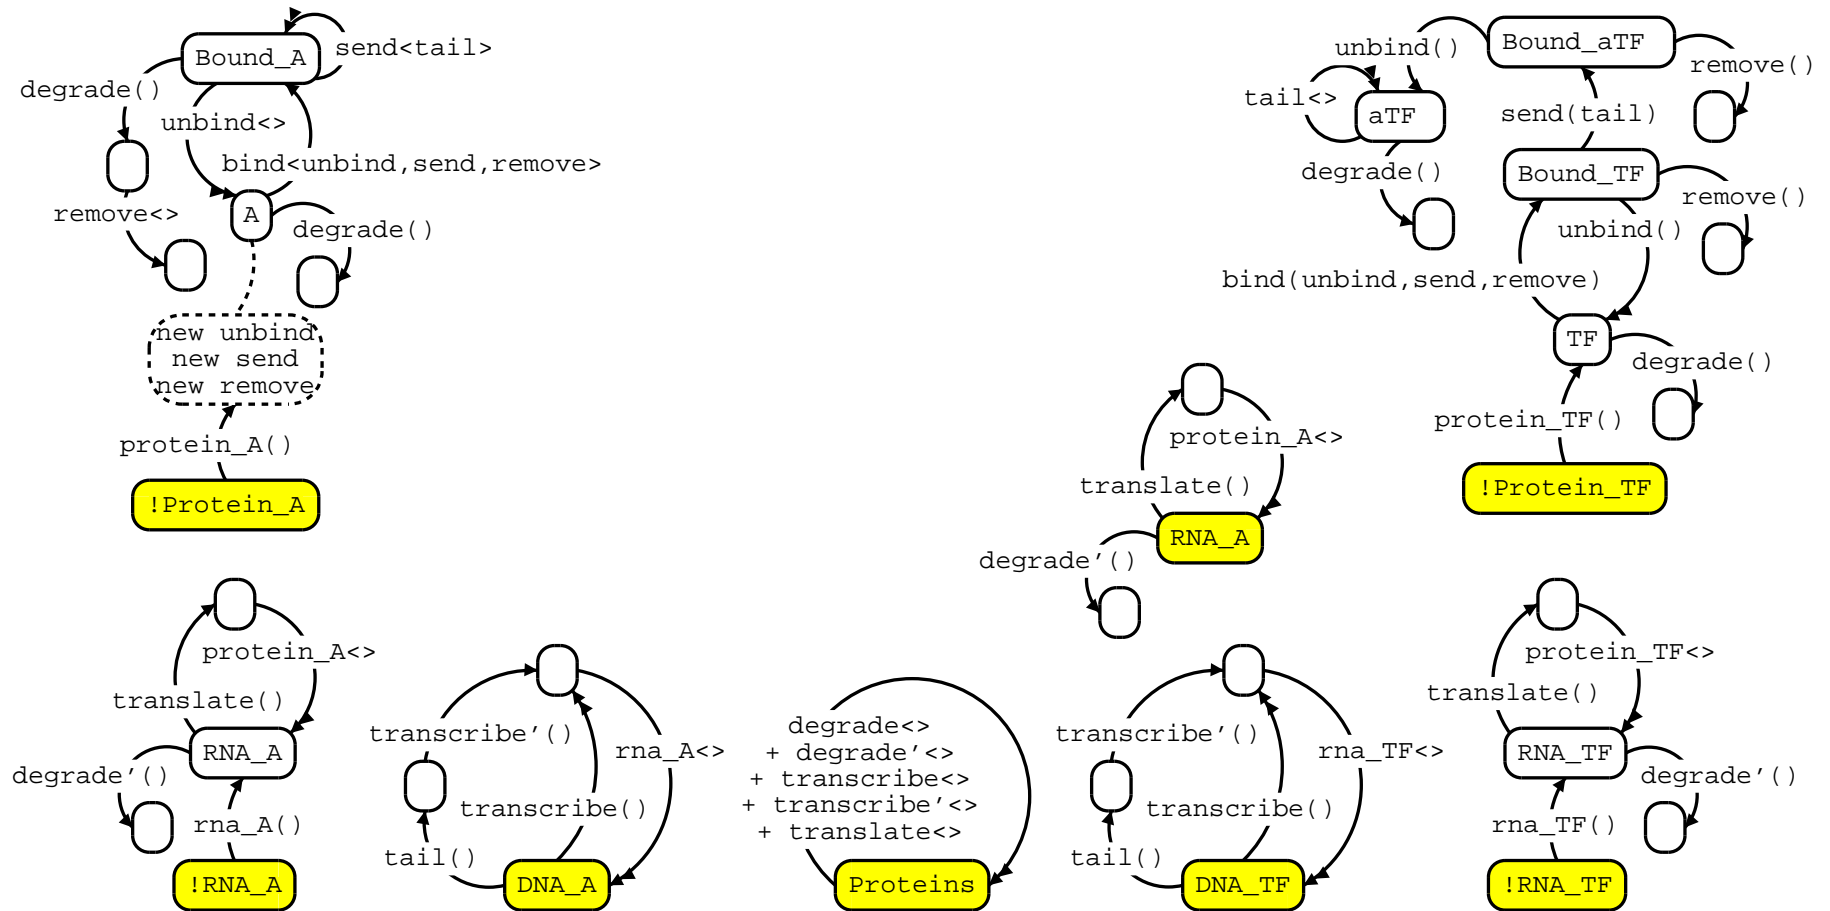 Bound_A
send<tail>
degrade()
unbind<>
bind<unbind,send,remove>
A
remove<>
degrade()
new unbind
new send
new remove
protein_A()
!Protein_A
unbind()
Bound_aTF
remove()
tail<>
aTF
send(tail)
degrade()
Bound_TF
remove()
unbind()
bind(unbind,send,remove)
TF
degrade()
protein_TF()
!Protein_TF
protein_A<>
translate()
RNA_A
degrade'()
protein_A<>
translate()
RNA_A
degrade'()
rna_A()
!RNA_A
transcribe'()
rna_A<>
transcribe()
tail()
DNA_A
degrade<>
+ degrade'<>
+ transcribe<>
+ transcribe'<>
+ translate<>
Proteins
transcribe'()
rna_TF<>
transcribe()
tail()
DNA_TF
protein_TF<>
translate()
RNA_TF
degrade'()
rna_TF()
!RNA_TF